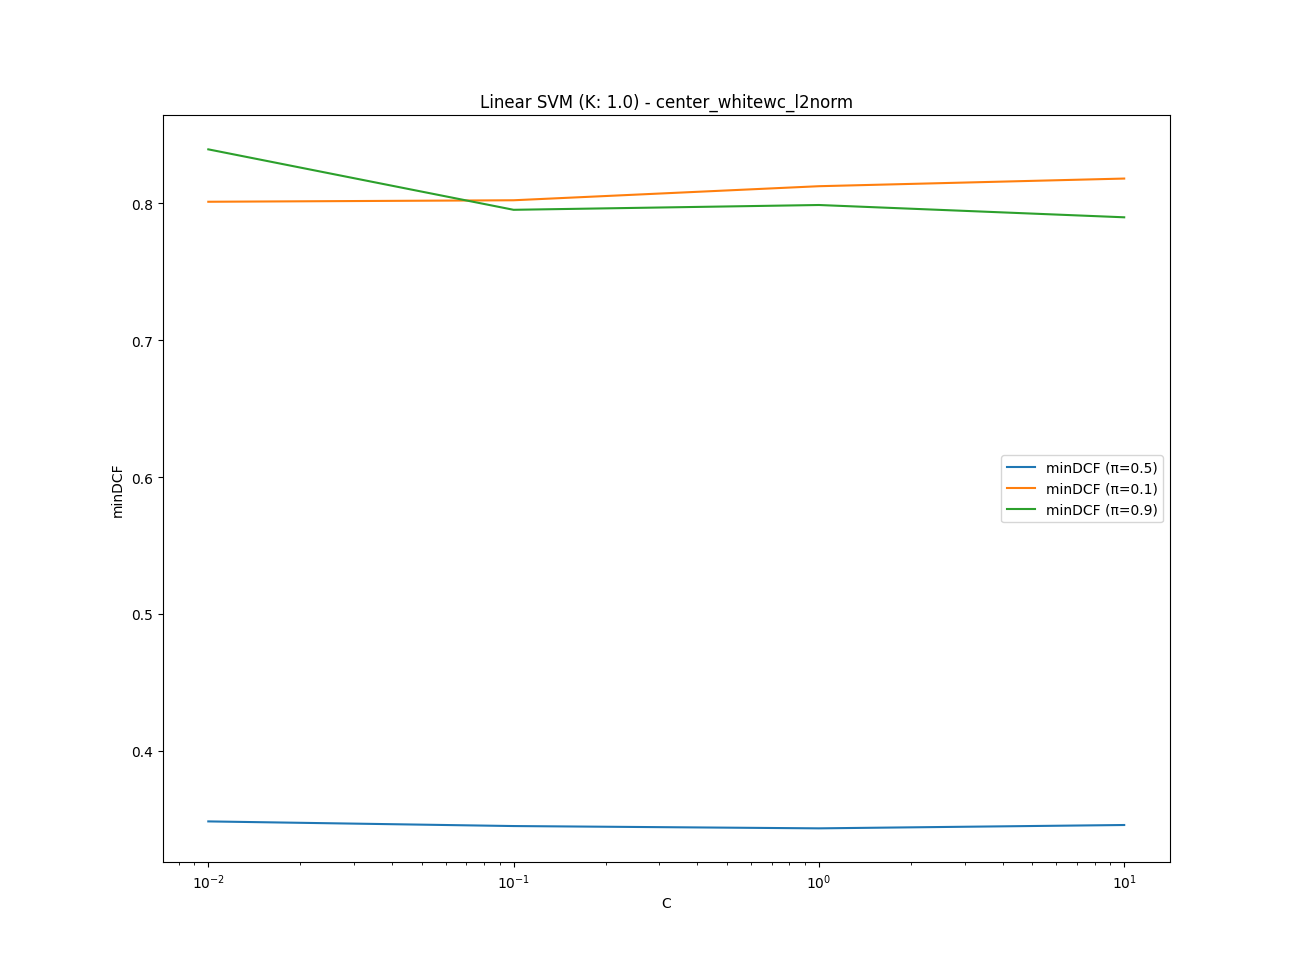 Linear SVM (K: 1.0) - center_whitewc_l2norm
minDCF
0.8
0.7
0.6
0.5
0.4
minDCF (π=0.5)
minDCF (π=0.1)
minDCF (π=0.9)
10⁻² 10⁻¹ 10⁰ 10¹
C